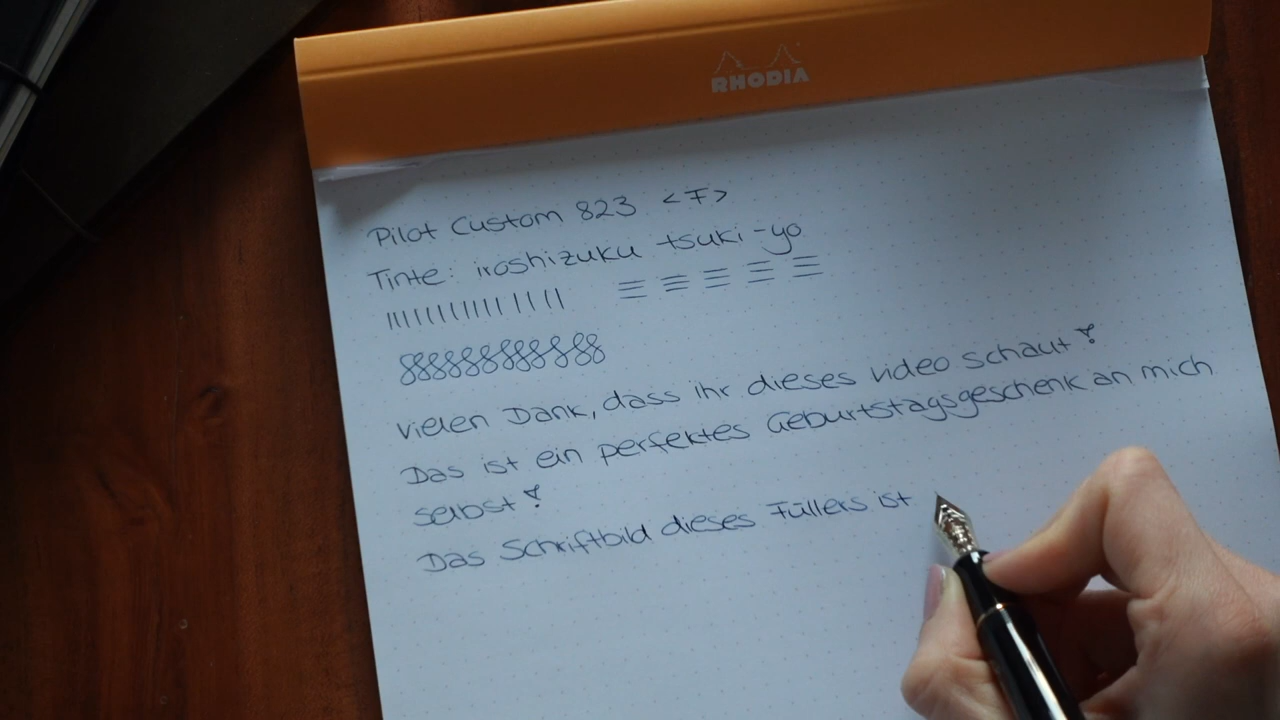 RHODIA
Pilot Custom 823 <F>
Tinte: iroshizuku tsuki-yo
Vielen Dank, dass ihr dieses Video schaut!
Das ist ein perfektes Geburtstagsgeschenk an mich
selbst!
Das Schriftbild dieses Füllers ist